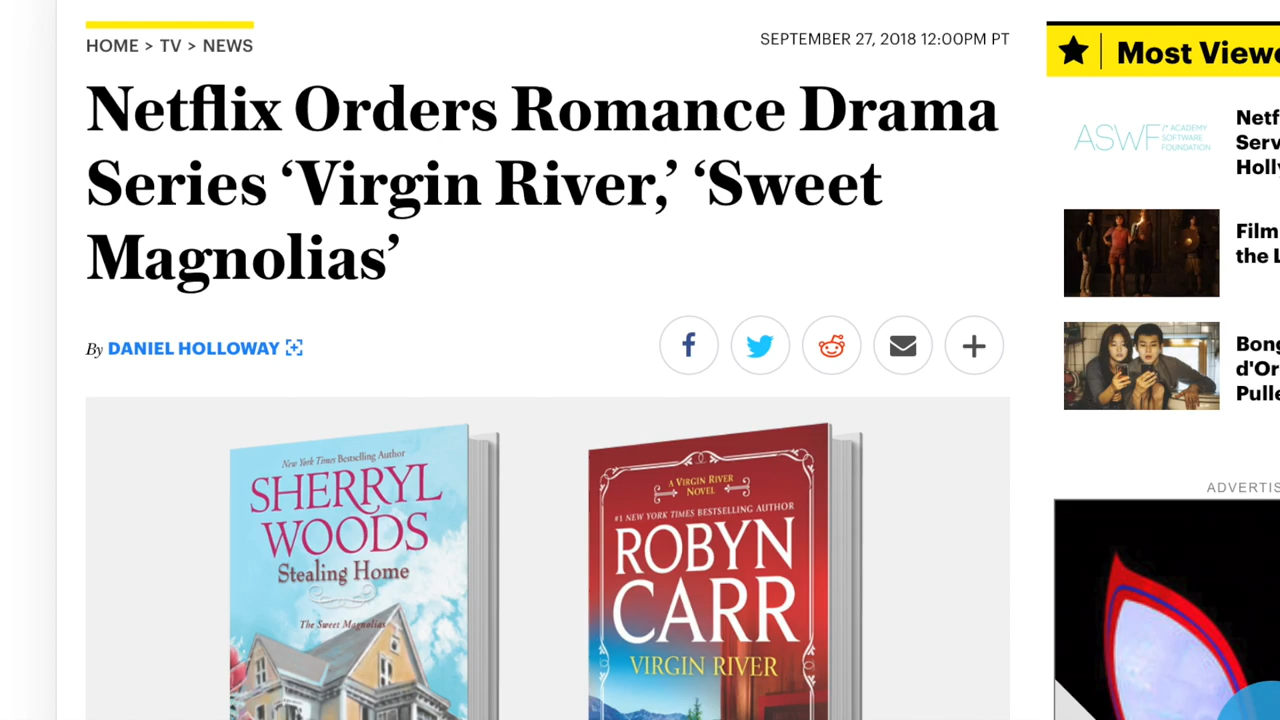 HOME > TV > NEWS
SEPTEMBER 27, 2018 12:00PM PT
Netflix Orders Romance Drama
Series ‘Virgin River,’ ‘Sweet
Magnolias’
By DANIEL HOLLOWAY
New York Times Bestselling Author
SHERRYL
WOODS
Stealing Home
The Sweet Magnolias
A VIRGIN RIVER
NOVEL
#1 NEW YORK TIMES BESTSELLING AUTHOR
ROBYN
CARR
VIRGIN RIVER
Most Viewe
ASWF
ACADEMY
SOFTWARE
FOUNDATION
Netf
Serv
Holly
Film
the L
Bong
d'Or
Pulle
ADVERTIS